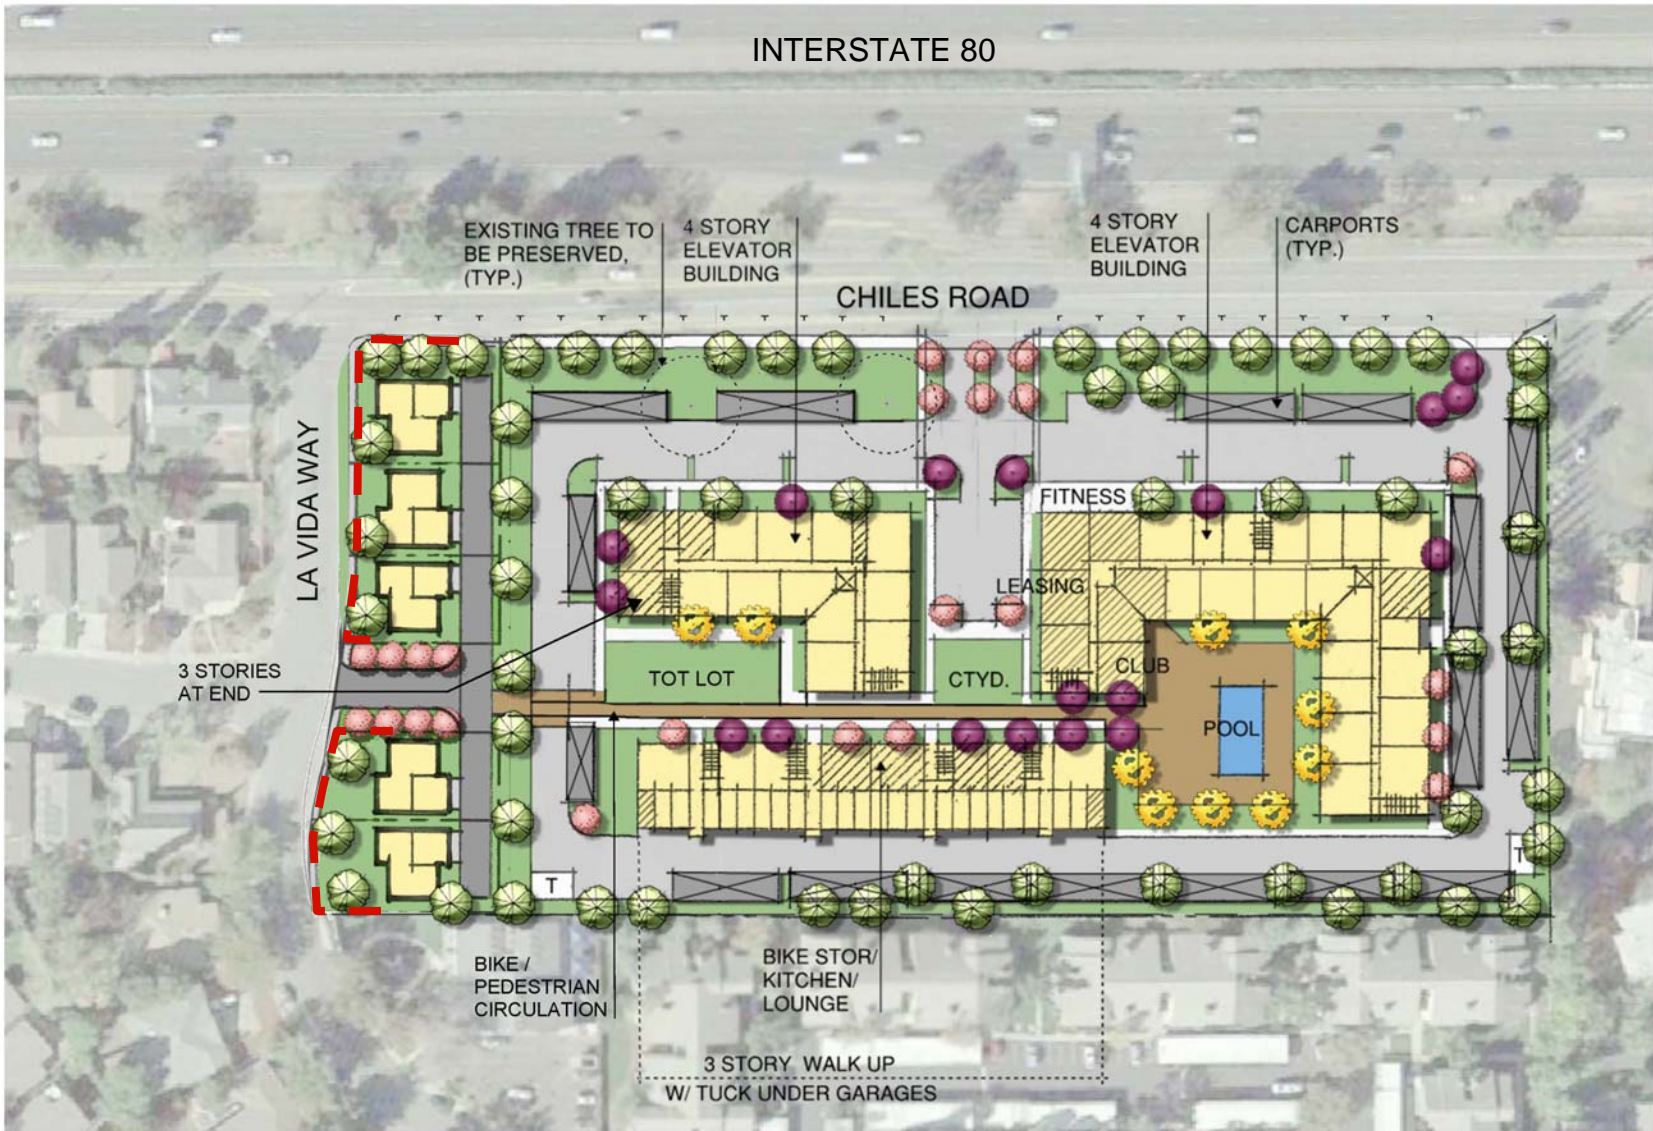 INTERSTATE 80
EXISTING TREE TO
BE PRESERVED,
(TYP.)
4 STORY
ELEVATOR
BUILDING
4 STORY
ELEVATOR
BUILDING
CARPORTS
(TYP.)
CHILES ROAD
LA VIDA WAY
FITNESS
LEASING
3 STORIES
AT END
TOT LOT
CTYD.
CLUB
POOL
T
T
BIKE /
PEDESTRIAN
CIRCULATION
BIKE STOR/
KITCHEN/
LOUNGE
3 STORY WALK UP
W/ TUCK UNDER GARAGES